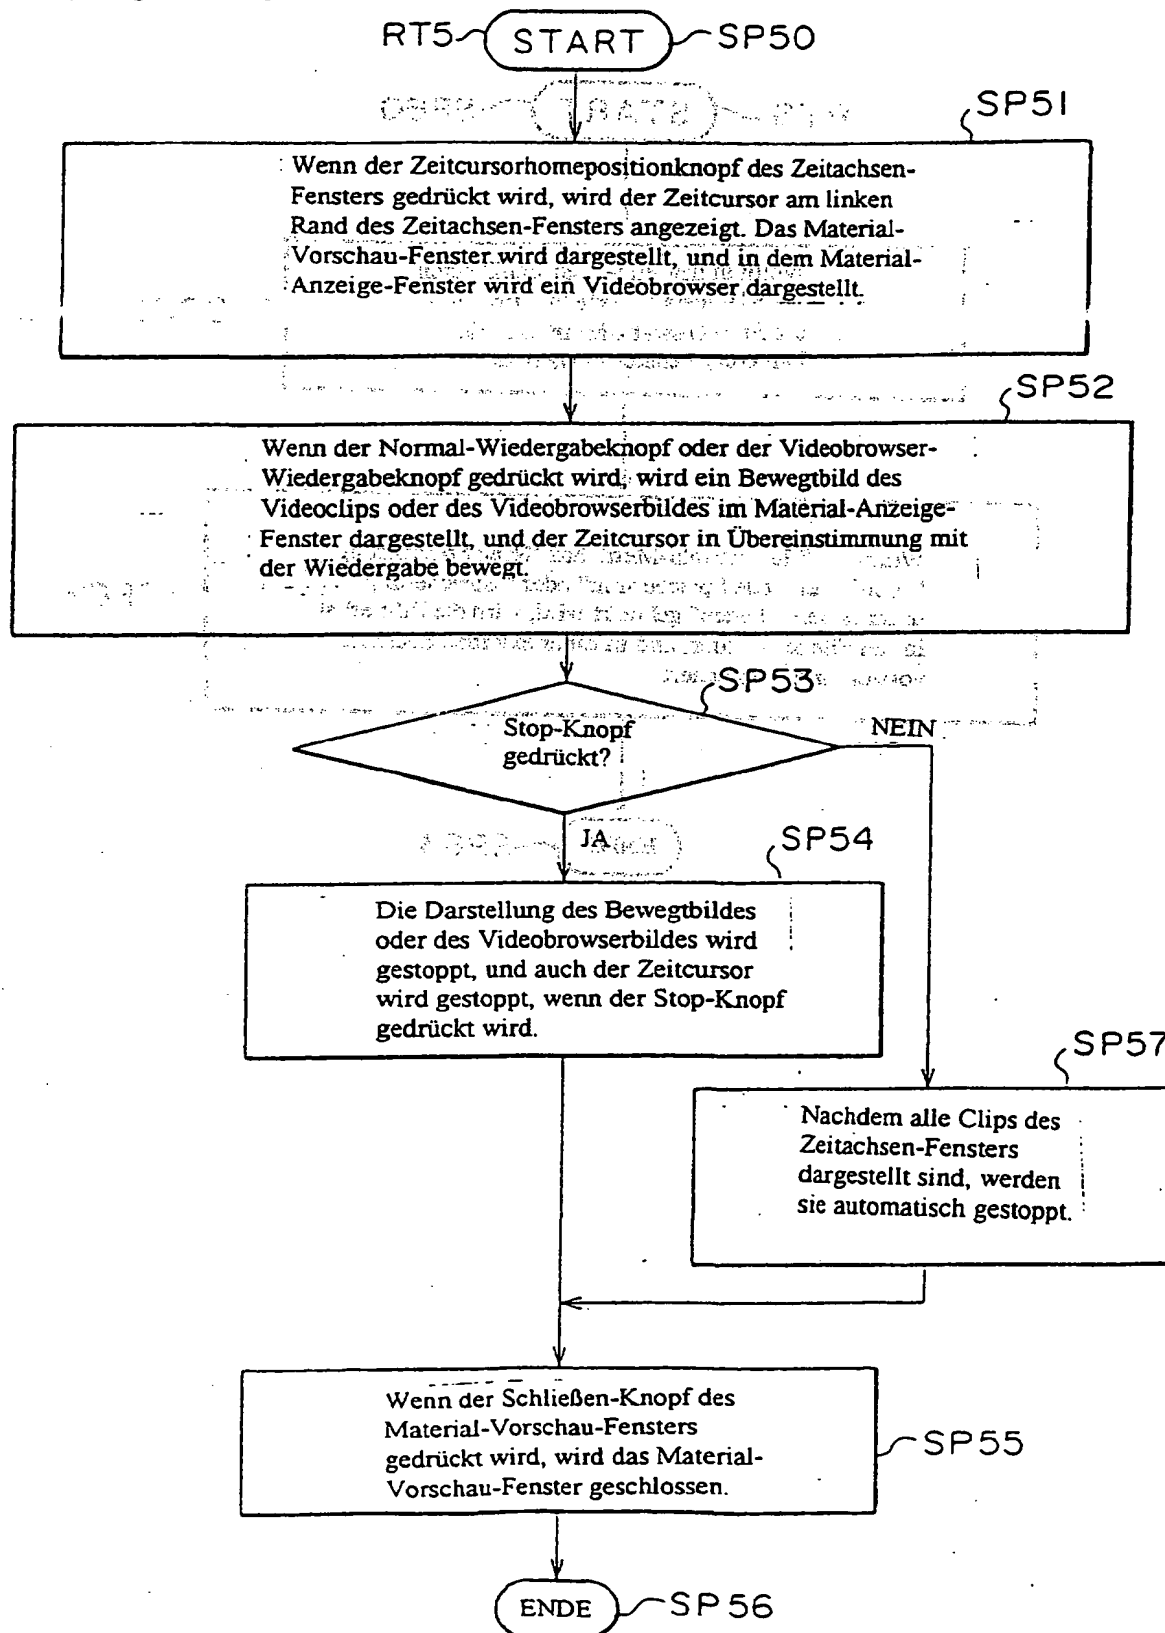 RT5 START SP50
SP51
Wenn der Zeitcursorhomepositionknopf des Zeitachsen-
Fensters gedrückt wird, wird der Zeitcursor am linken
Rand des Zeitachsen-Fensters angezeigt. Das Material-
Vorschau-Fenster wird dargestellt, und in dem Material-
Anzeige-Fenster wird ein Videobrowser dargestellt.
SP52
Wenn der Normal-Wiedergabeknopf oder der Videobrowser-
Wiedergabeknopf gedrückt wird, wird ein Bewegtbild des
Videoclips oder des Videobrowserbildes im Material-Anzeige-
Fenster dargestellt, und der Zeitcursor in Übereinstimmung mit
der Wiedergabe bewegt.
SP53
Stop-Knopf
gedrückt?
NEIN
JA
SP54
Die Darstellung des Bewegtbildes
oder des Videobrowserbildes wird
gestoppt, und auch der Zeitcursor
wird gestoppt, wenn der Stop-Knopf
gedrückt wird.
SP57
Nachdem alle Clips des
Zeitachsen-Fensters
dargestellt sind, werden
sie automatisch gestoppt.
Wenn der Schließen-Knopf des
Material-Vorschau-Fensters
gedrückt wird, wird das Material-
Vorschau-Fenster geschlossen.
SP55
ENDE SP56